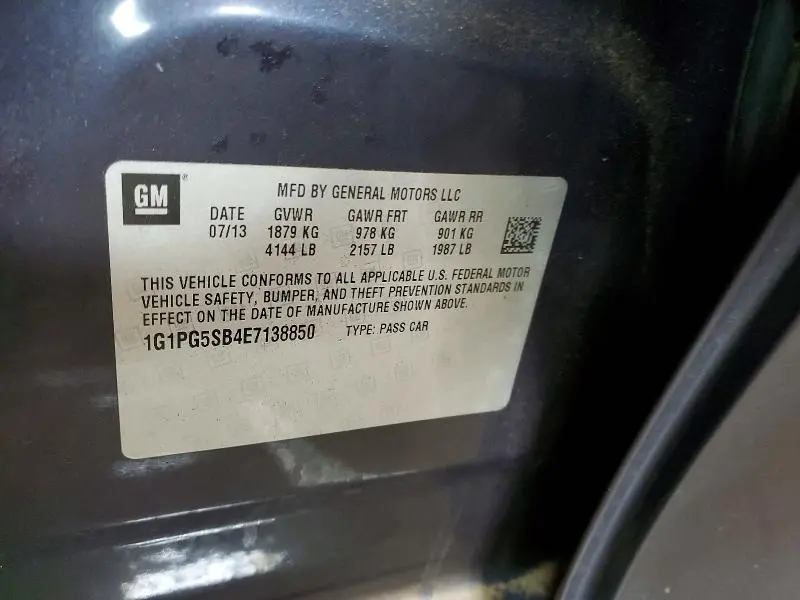 GM
MFD BY GENERAL MOTORS LLC
DATE GVWR GAWR FRT GAWR RR
07/13 1879 KG 978 KG 901 KG
4144 LB 2157 LB 1987 LB
THIS VEHICLE CONFORMS TO ALL APPLICABLE U.S. FEDERAL MOTOR
VEHICLE SAFETY, BUMPER, AND THEFT PREVENTION STANDARDS IN
EFFECT ON THE DATE OF MANUFACTURE SHOWN ABOVE.
1G1PG5SB4E7138850 TYPE: PASS CAR